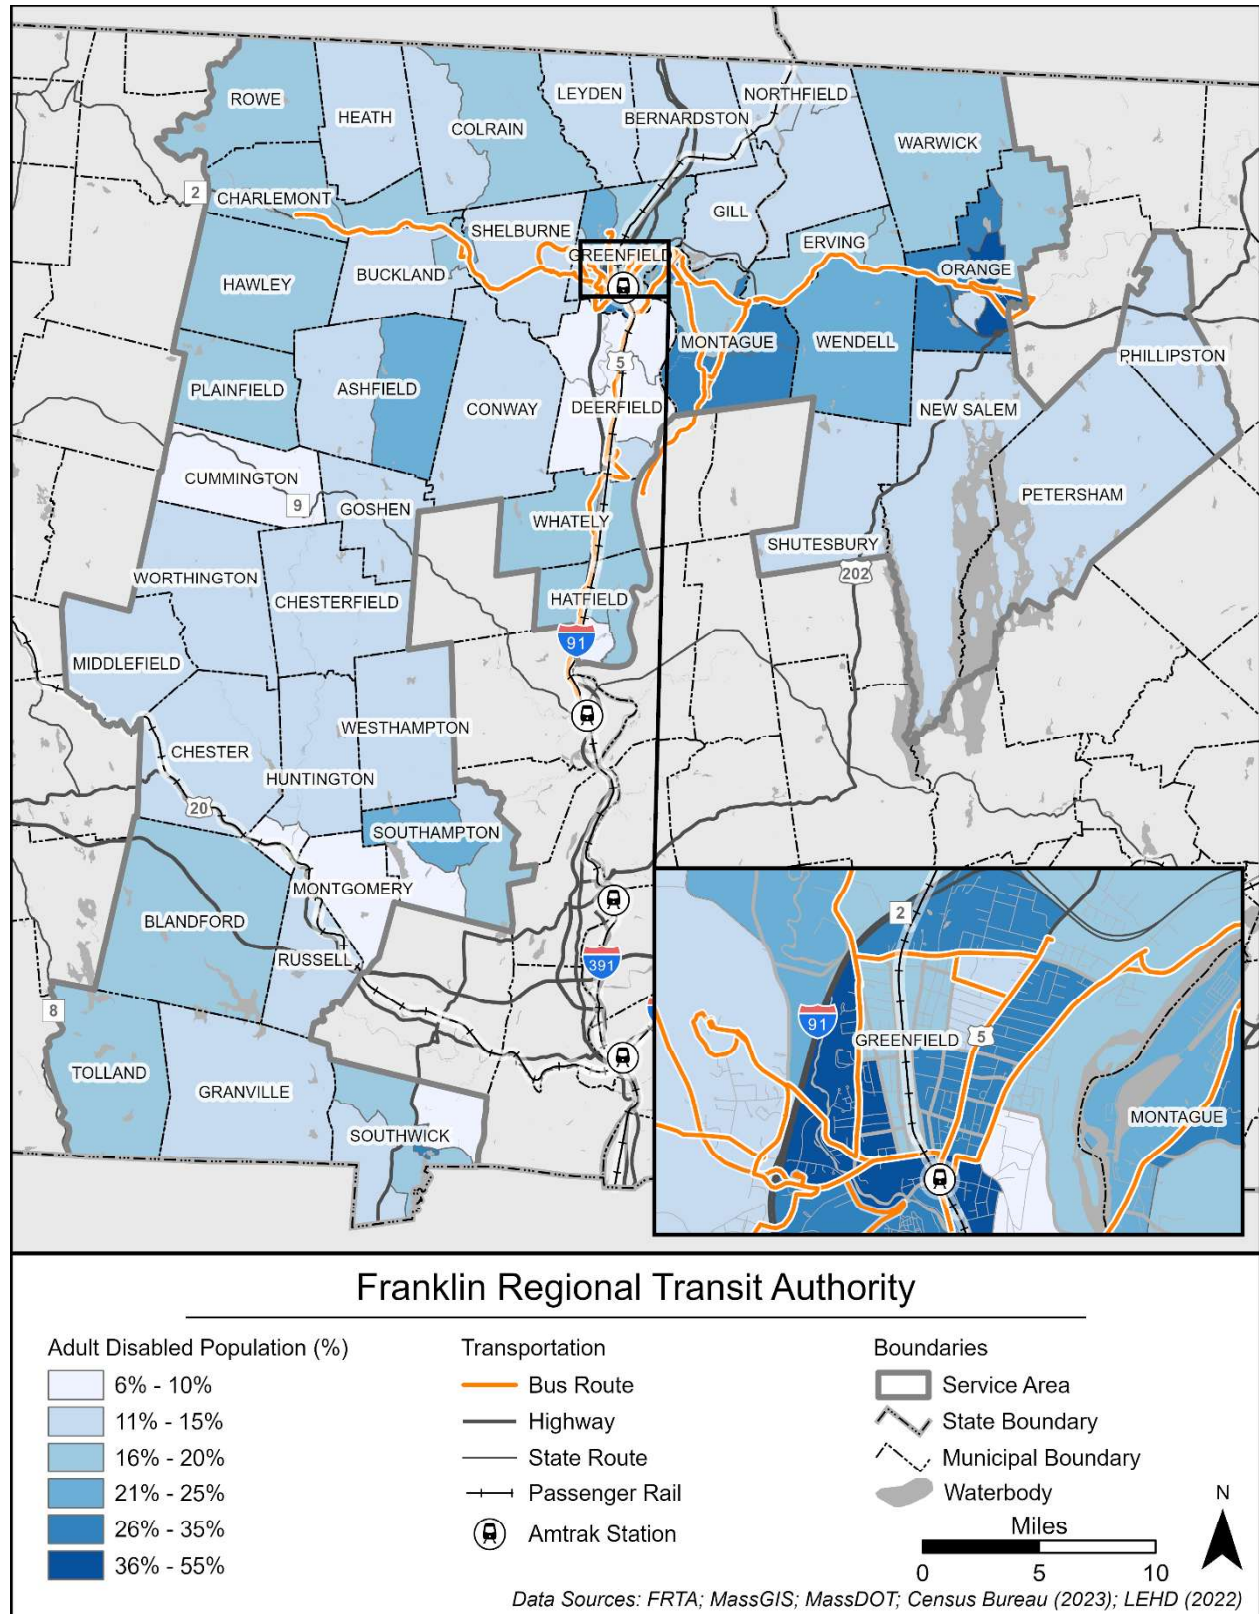 ROWE
HEATH
COLRAIN
LEYDEN
BERNARDSTON
NORTHFIELD
WARWICK
2
CHARLEMONT
SHELBURNE
GILL
GREENFIELD
ERVING
ORANGE
HAWLEY
BUCKLAND
MONTAGUE
WENDELL
PHILLIPSTON
5
PLAINFIELD
ASHFIELD
CONWAY
DEERFIELD
NEW SALEM
CUMMINGTON
9
GOSHEN
PETERSHAM
WHATELY
SHUTESBURY
202
WORTHINGTON
CHESTERFIELD
HATFIELD
91
MIDDLEFIELD
WESTHAMPTON
CHESTER
HUNTINGTON
20
SOUTHAMPTON
MONTGOMERY
BLANDFORD
RUSSELL
391
8
TOLLAND
GRANVILLE
SOUTHWICK
2
91
GREENFIELD
5
MONTAGUE
Franklin Regional Transit Authority
Adult Disabled Population (%)
6% - 10%
11% - 15%
16% - 20%
21% - 25%
26% - 35%
36% - 55%
Transportation
Bus Route
Highway
State Route
Passenger Rail
Amtrak Station
Boundaries
Service Area
State Boundary
Municipal Boundary
Waterbody
Miles
0 5 10
N
Data Sources: FRTA; MassGIS; MassDOT; Census Bureau (2023); LEHD (2022)